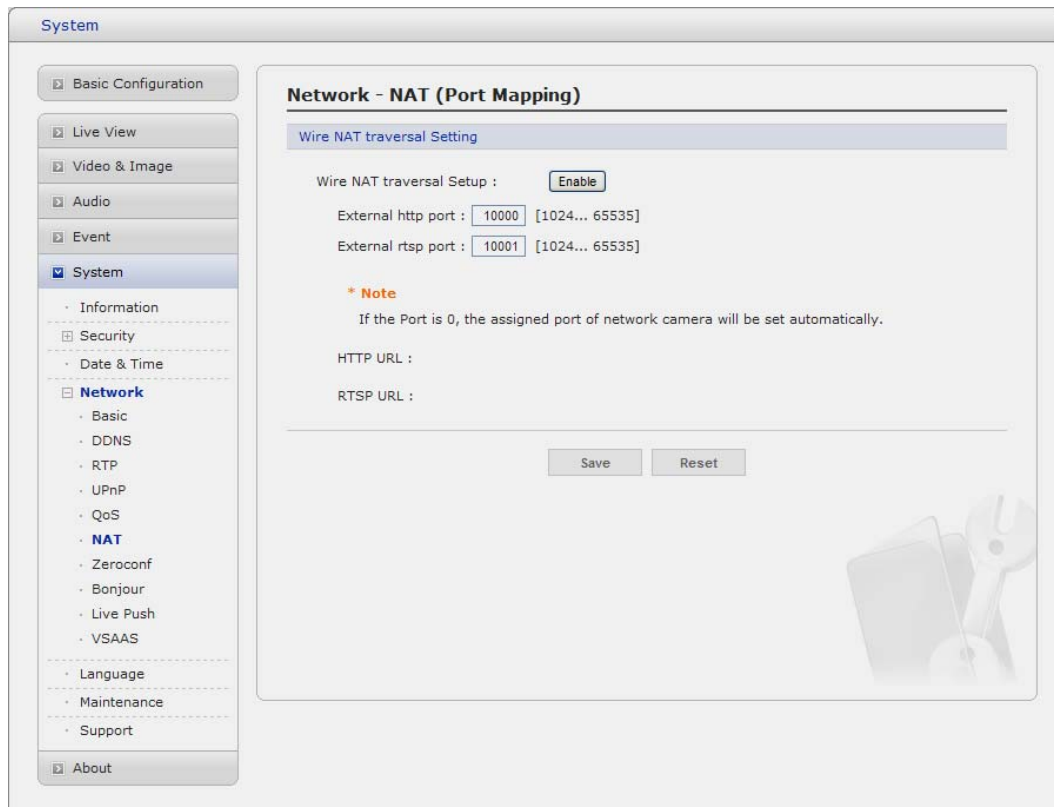 System
Basic Configuration
Live View
Video & Image
Audio
Event
System
· Information
Security
· Date & Time
Network
· Basic
· DDNS
· RTP
· UPnP
· QoS
· NAT
· Zeroconf
· Bonjour
· Live Push
· VSAAS
· Language
· Maintenance
· Support
About
Network - NAT (Port Mapping)
Wire NAT traversal Setting
Wire NAT traversal Setup : Enable
External http port : 10000 [1024... 65535]
External rtsp port : 10001 [1024... 65535]
* Note
If the Port is 0, the assigned port of network camera will be set automatically.
HTTP URL :
RTSP URL :
Save Reset